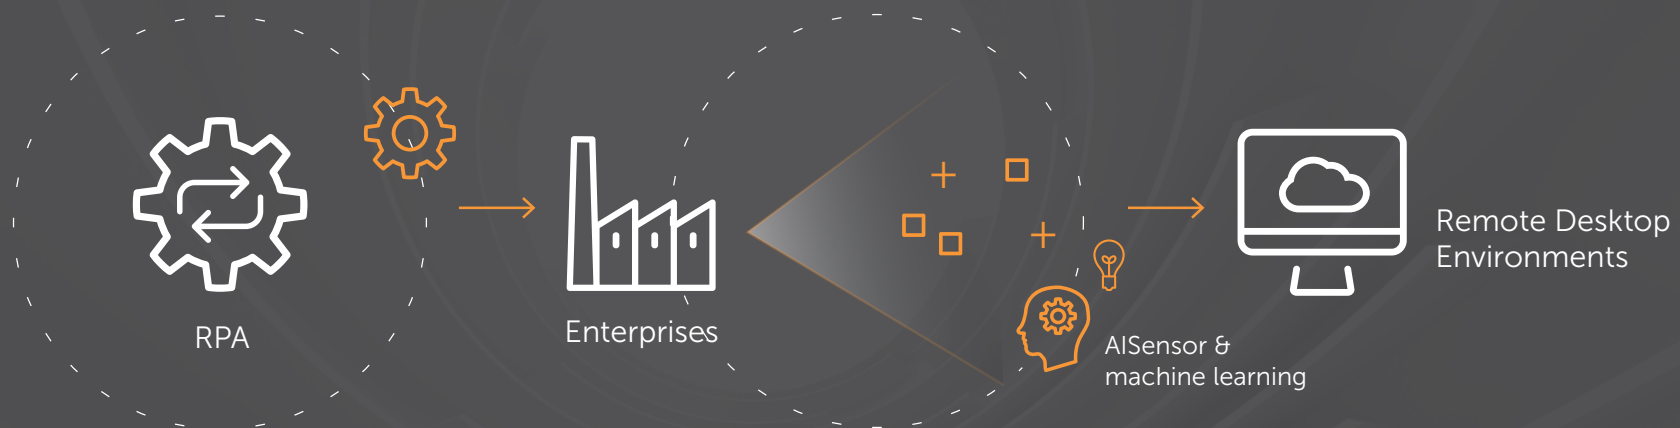 RPA
Enterprises
AISensor &
machine learning
Remote Desktop
Environments